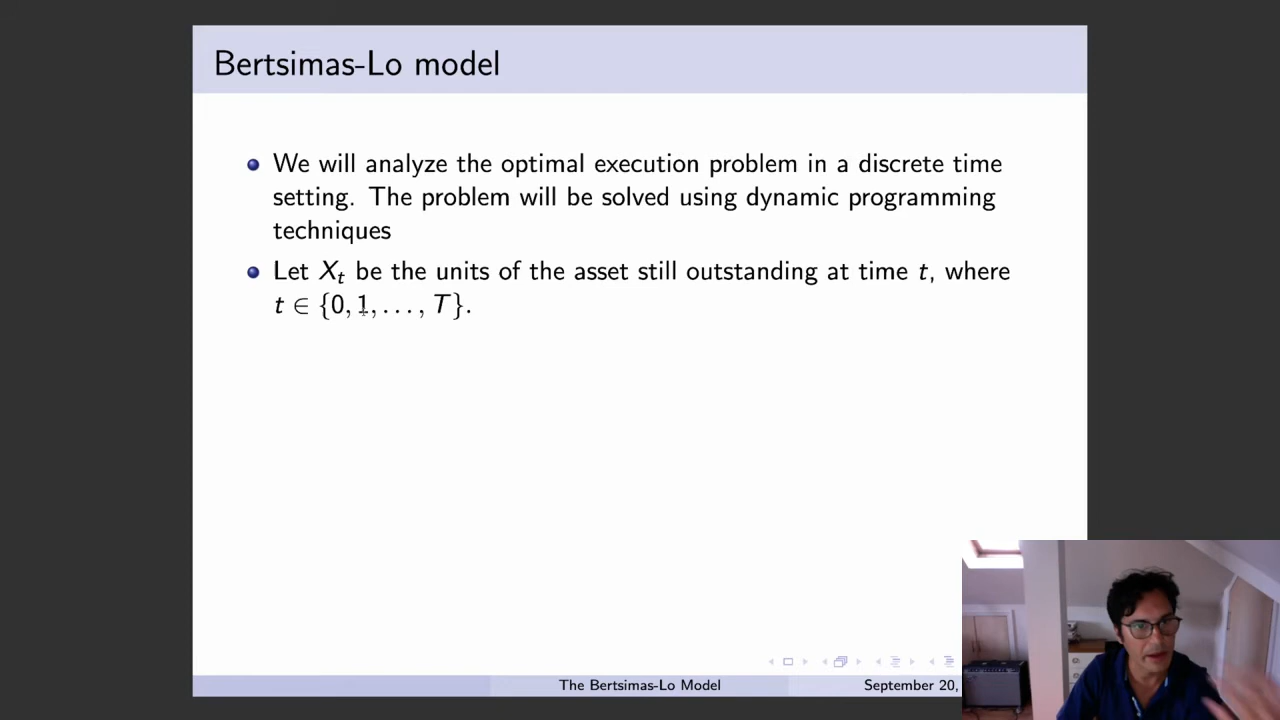 Bertsimas-Lo model
We will analyze the optimal execution problem in a discrete time
setting. The problem will be solved using dynamic programming
techniques
Let X_t be the units of the asset still outstanding at time t, where
t ∈ {0, 1, . . . , T}.
The Bertsimas-Lo Model
September 20,